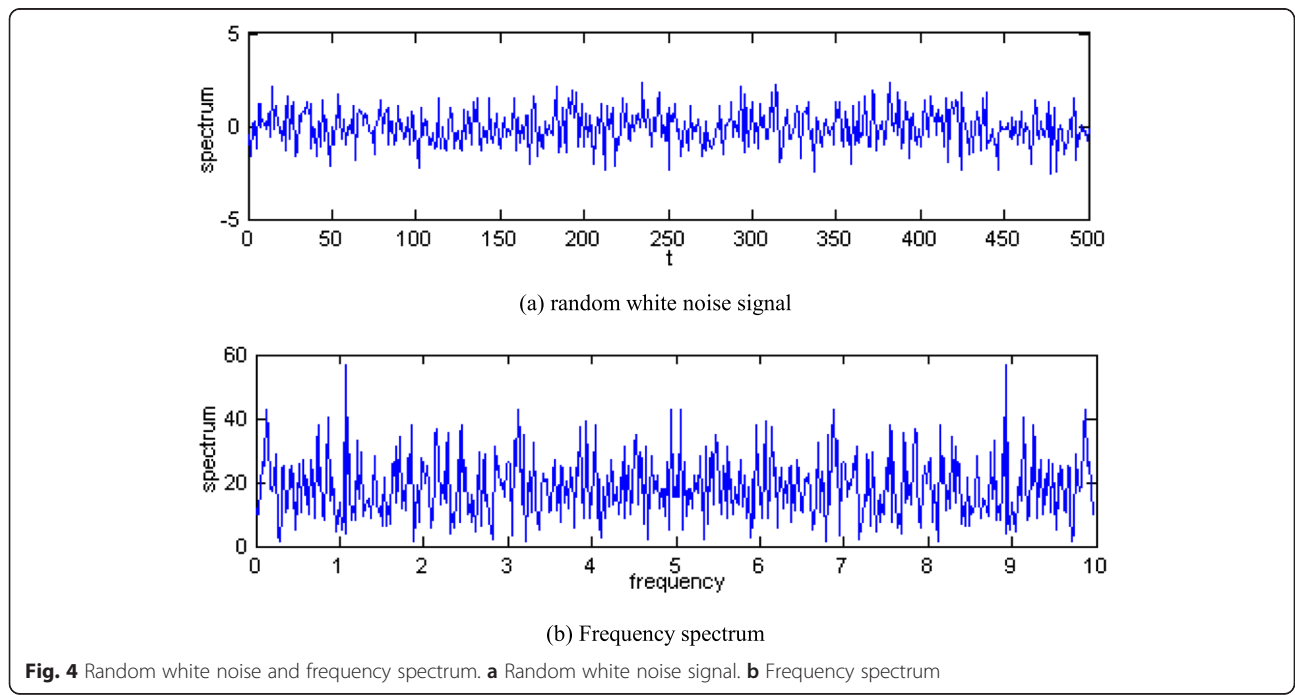 5
0
-5
spectrum
0 50 100 150 200 250 300 350 400 450 500
t
(a) random white noise signal
60
40
20
0
spectrum
0 1 2 3 4 5 6 7 8 9 10
frequency
(b) Frequency spectrum
Fig. 4 Random white noise and frequency spectrum. a Random white noise signal. b Frequency spectrum